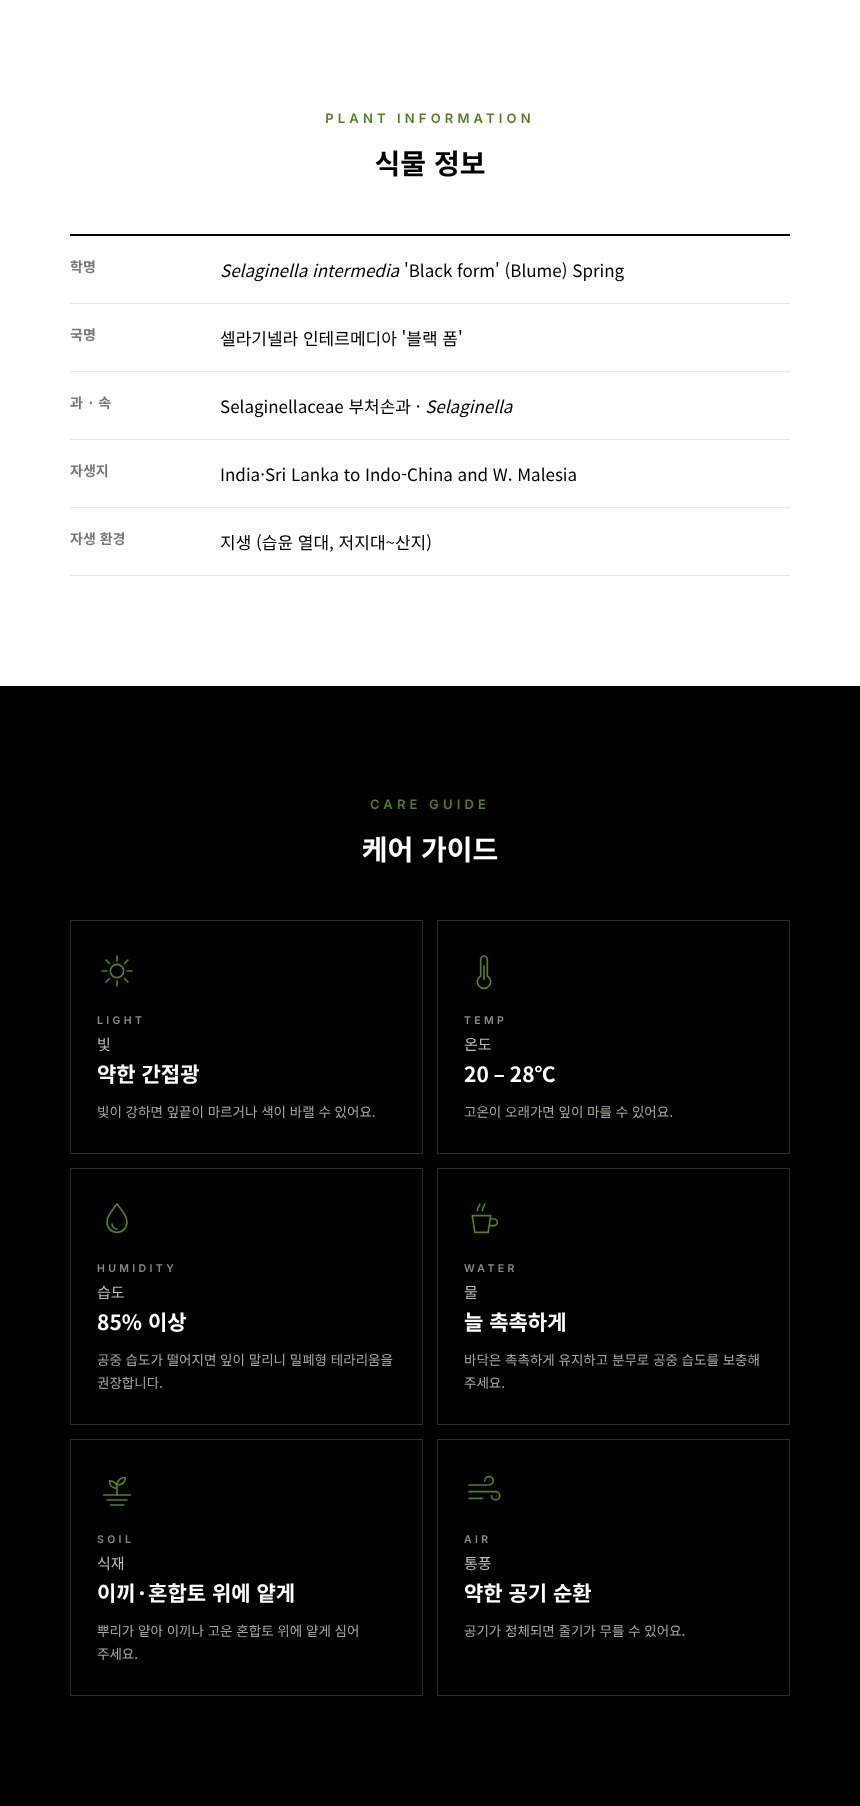 PLANT INFORMATION
식물 정보
학명
Selaginella intermedia 'Black form' (Blume) Spring
국명
셀라기넬라 인테르메디아 '블랙 폼'
과 · 속
Selaginellaceae 부처손과 · Selaginella
자생지
India·Sri Lanka to Indo-China and W. Malesia
자생 환경
지생 (습윤 열대, 저지대~산지)
CARE GUIDE
케어 가이드
LIGHT
빛
약한 간접광
빛이 강하면 잎끝이 마르거나 색이 바랠 수 있어요.
TEMP
온도
20 – 28℃
고온이 오래가면 잎이 마를 수 있어요.
HUMIDITY
습도
85% 이상
공중 습도가 떨어지면 잎이 말리니 밀폐형 테라리움을
권장합니다.
WATER
물
늘 촉촉하게
바닥은 촉촉하게 유지하고 분무로 공중 습도를 보충해
주세요.
SOIL
식재
이끼·혼합토 위에 얕게
뿌리가 얕아 이끼나 고운 혼합토 위에 얕게 심어
주세요.
AIR
통풍
약한 공기 순환
공기가 정체되면 줄기가 무를 수 있어요.